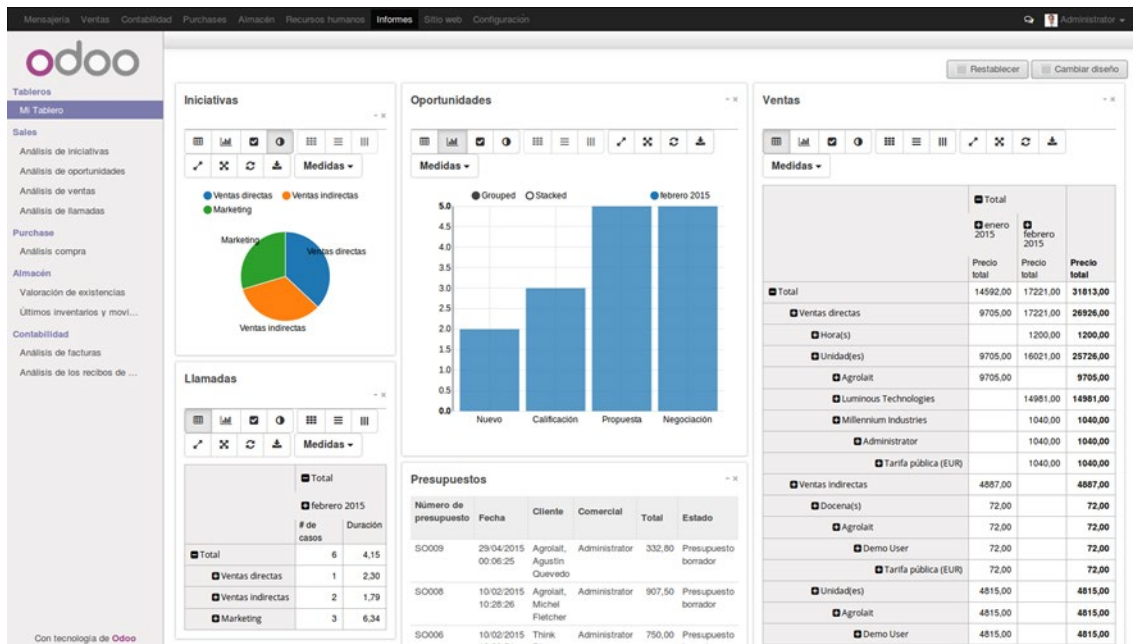 Mensajería Ventas Contabilidad Purchases Almacén Recursos humanos Informes Sitio web Configuración Administrator
odoo
Restablecer Cambiar diseño
Tableros
Mi Tablero
Sales
Análisis de iniciativas
Análisis de oportunidades
Análisis de ventas
Análisis de llamadas
Purchase
Análisis compra
Almacén
Valoración de existencias
Últimos inventarios y movi...
Contabilidad
Análisis de facturas
Análisis de los recibos de ...
Con tecnología de Odoo
Iniciativas
Medidas
Ventas directas Ventas indirectas
Marketing
Marketing
Ventas directas
Ventas indirectas
Llamadas
Medidas
Total
febrero 2015
# de casos Duración
Total 6 4,15
Ventas directas 1 2,30
Ventas indirectas 2 1,79
Marketing 3 6,34
Oportunidades
Medidas
Grouped Stacked febrero 2015
5.0
4.5
4.0
3.5
3.0
2.5
2.0
1.5
1.0
0.5
0.0
Nuevo Calificación Propuesta Negociación
Presupuestos
Número de presupuesto Fecha Cliente Comercial Total Estado
SO009 29/04/2015 Agrolait, Administrator 332,80 Presupuesto
00:06:25 Agustin borrador
Quevedo
SO008 10/02/2015 Agrolait, Administrator 907,50 Presupuesto
10:28:26 Michel borrador
Fletcher
SO006 10/02/2015 Think Administrator 750,00 Presupuesto
Ventas
Medidas
Total
enero 2015 febrero 2015
Precio total Precio total Precio total
Total 14592,00 17221,00 31813,00
Ventas directas 9705,00 17221,00 26926,00
Hora(s) 1200,00 1200,00
Unidad(es) 9705,00 16021,00 25726,00
Agrolait 9705,00 9705,00
Luminous Technologies 14981,00 14981,00
Millennium Industries 1040,00 1040,00
Administrator 1040,00 1040,00
Tarifa pública (EUR) 1040,00 1040,00
Ventas indirectas 4887,00 4887,00
Docena(s) 72,00 72,00
Agrolait 72,00 72,00
Demo User 72,00 72,00
Tarifa pública (EUR) 72,00 72,00
Unidad(es) 4815,00 4815,00
Agrolait 4815,00 4815,00
Demo User 4815,00 4815,00